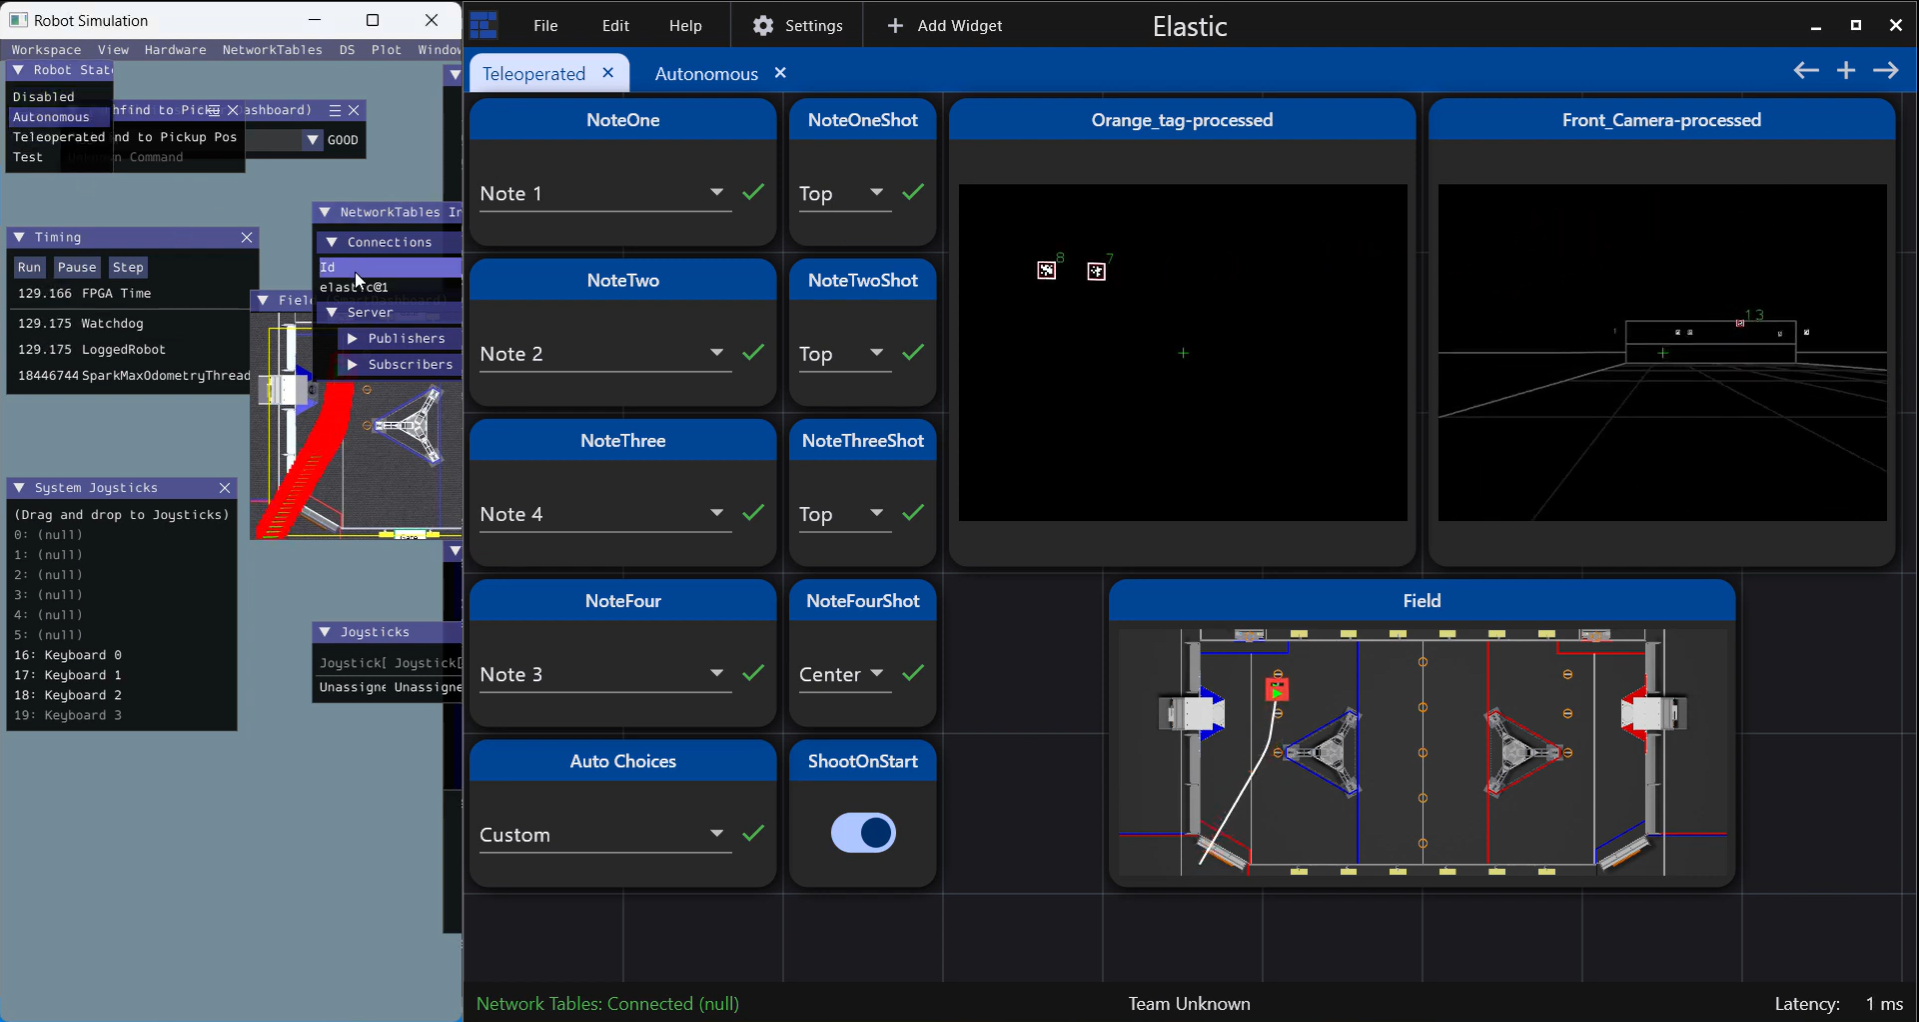 Robot Simulation
Workspace View Hardware NetworkTables DS Plot Window
Robot Stat
Disabled
Autonomous
Teleoperated
Test
hfind to Picku
ashboard)
nd to Pickup Pos
GOOD
Unknown Command
Timing
Run Pause Step
129.166 FPGA Time
129.175 Watchdog
129.175 LoggedRobot
18446744 SparkMaxOdometryThread
NetworkTables In
Connections
Id
elastic@1
Server
Publishers
Subscribers
Fiel
System Joysticks
(Drag and drop to Joysticks)
0: (null)
1: (null)
2: (null)
3: (null)
4: (null)
5: (null)
16: Keyboard 0
17: Keyboard 1
18: Keyboard 2
19: Keyboard 3
Joysticks
Joystick[ Joystick[
Unassigne Unassigne
File Edit Help Settings + Add Widget Elastic
Teleoperated
Autonomous
NoteOne
Note 1
NoteOneShot
Top
NoteTwo
Note 2
NoteTwoShot
Top
NoteThree
Note 4
NoteThreeShot
Top
NoteFour
Note 3
NoteFourShot
Center
Auto Choices
Custom
ShootOnStart
Orange_tag-processed
8 7
Front_Camera-processed
13
Field
Network Tables: Connected (null)
Team Unknown
Latency: 1 ms